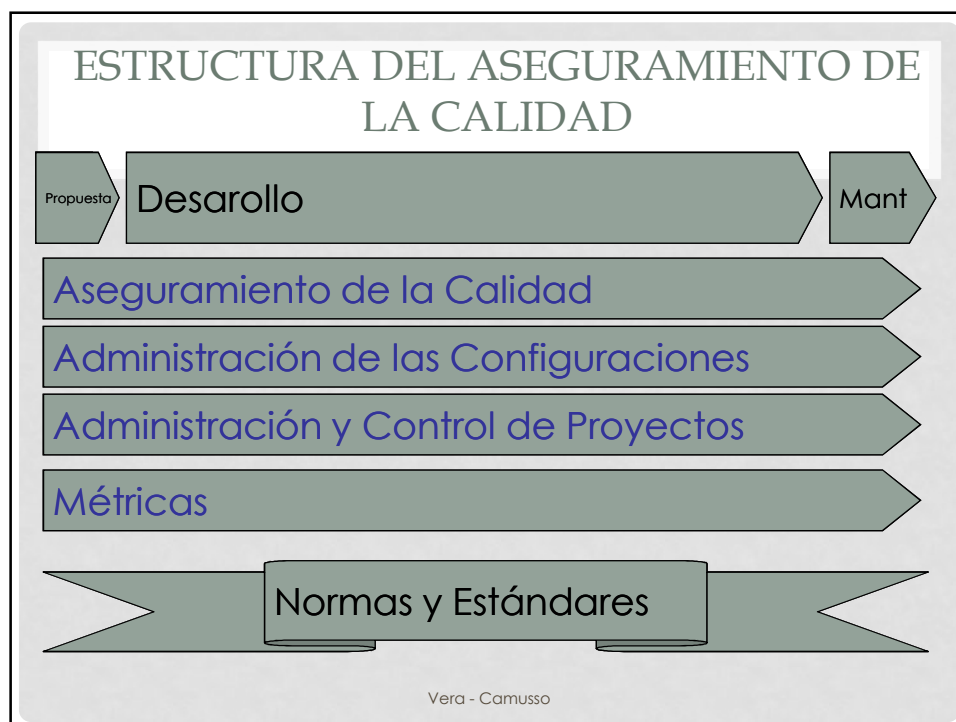 ESTRUCTURA DEL ASEGURAMIENTO DE
LA CALIDAD
Propuesta
Desarollo
Mant
Aseguramiento de la Calidad
Administración de las Configuraciones
Administración y Control de Proyectos
Métricas
Normas y Estándares
Vera - Camusso